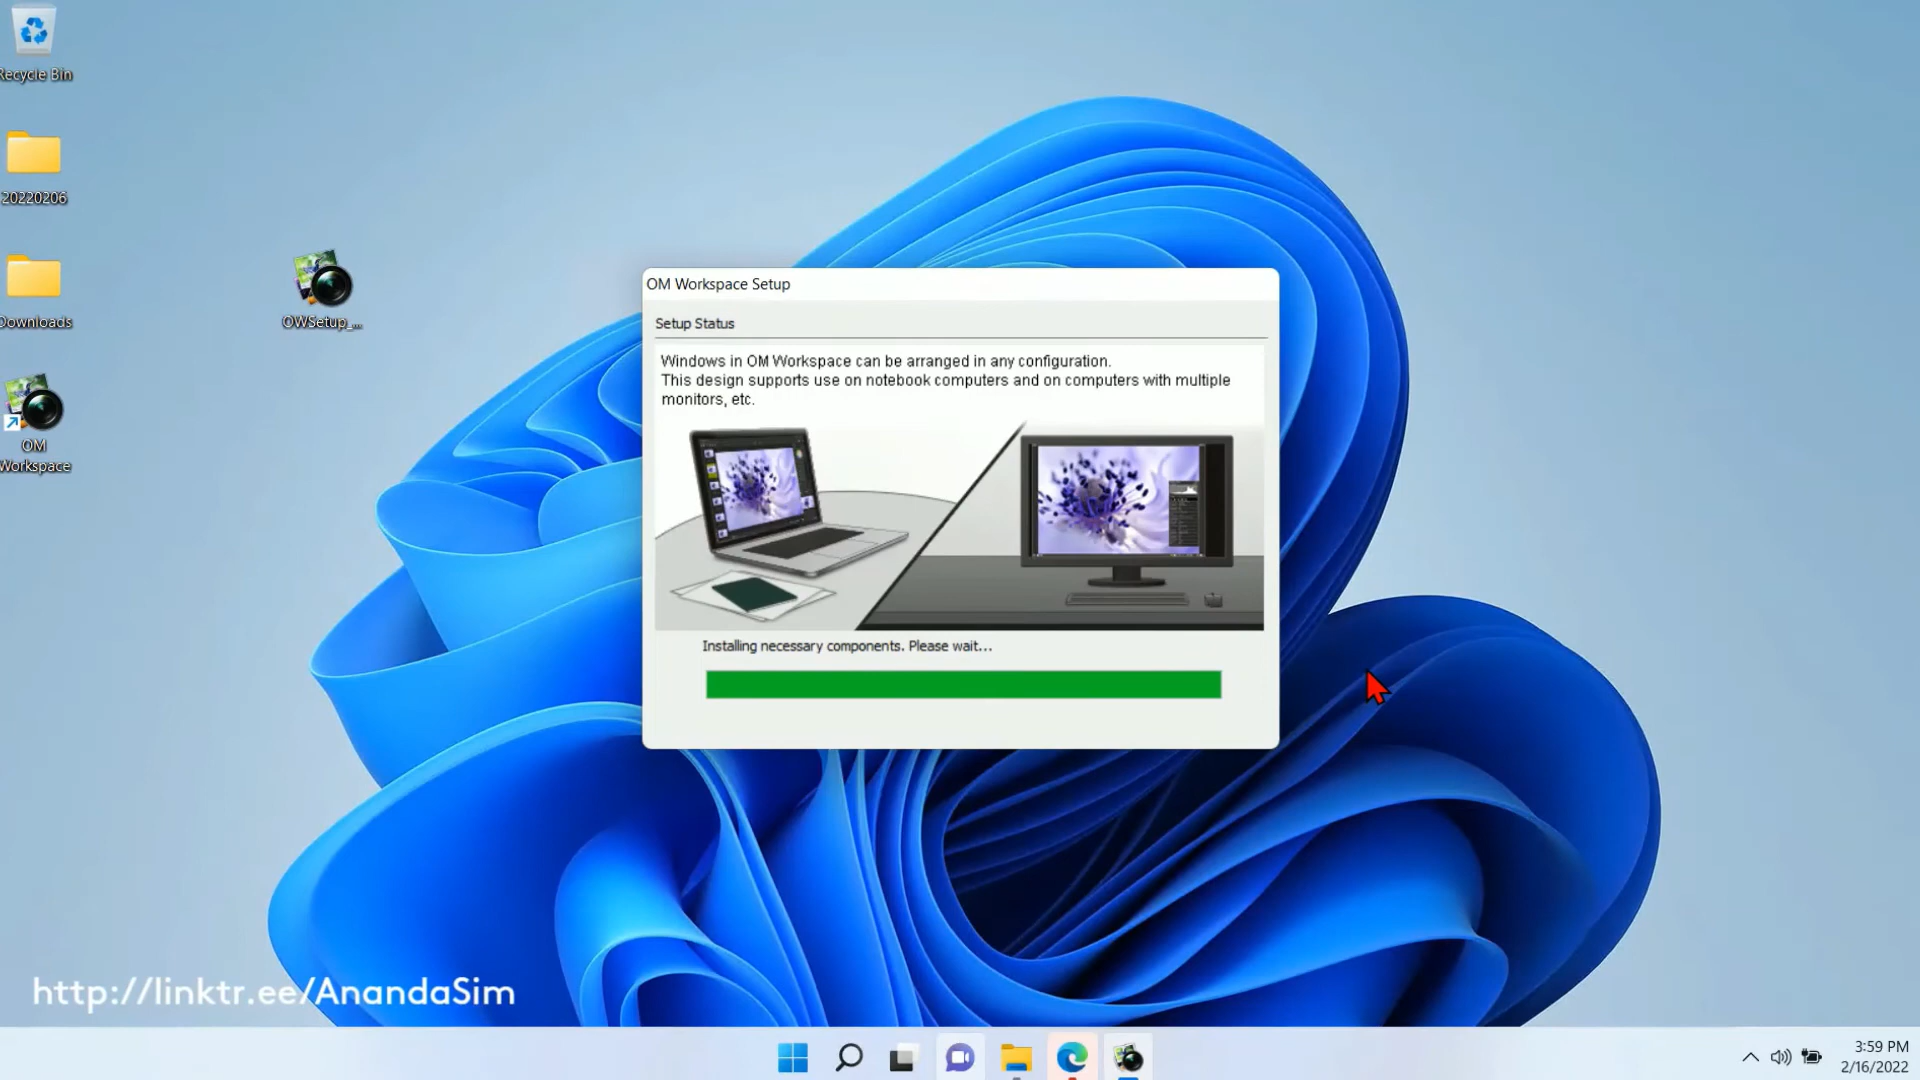 Recycle Bin
20220206
Downloads
OM
Workspace
OWSetup_...
OM Workspace Setup
Setup Status
Windows in OM Workspace can be arranged in any configuration.
This design supports use on notebook computers and on computers with multiple
monitors, etc.
Installing necessary components. Please wait...
http://linktr.ee/AnandaSim
3:59 PM
2/16/2022